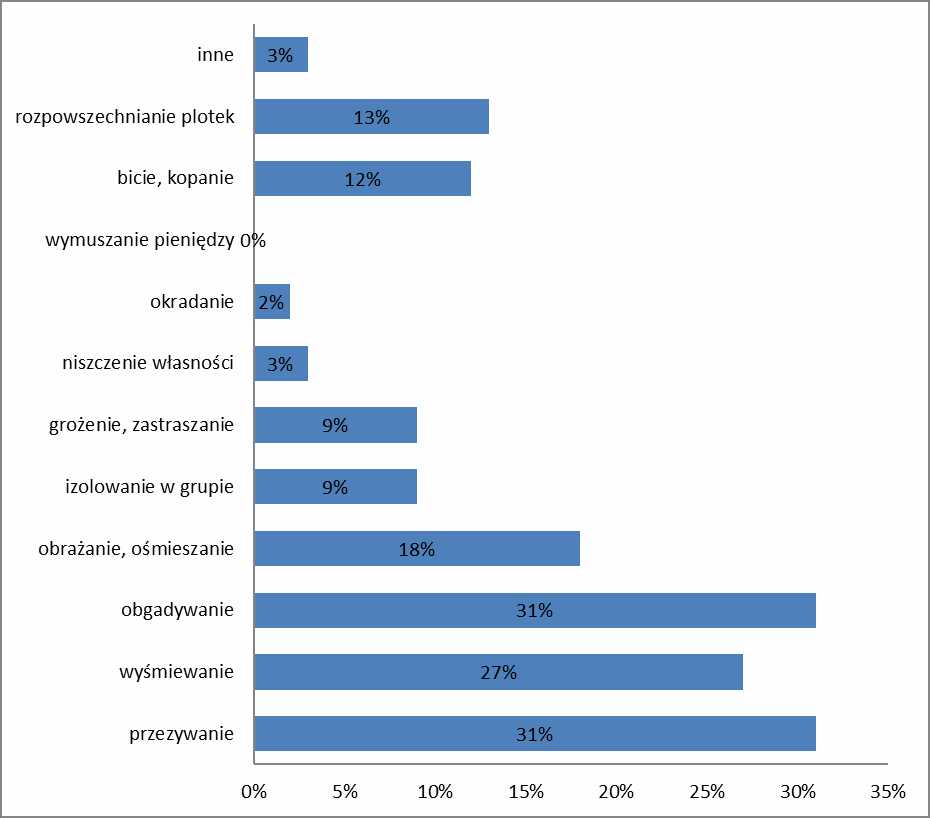 inne 3%
rozpowszechnianie plotek 13%
bicie, kopanie 12%
wymuszanie pieniędzy 0%
okradanie 2%
niszczenie własności 3%
grożenie, zastraszanie 9%
izolowanie w grupie 9%
obrażanie, ośmieszanie 18%
obgadywanie 31%
wyśmiewanie 27%
przezywanie 31%
0% 5% 10% 15% 20% 25% 30% 35%